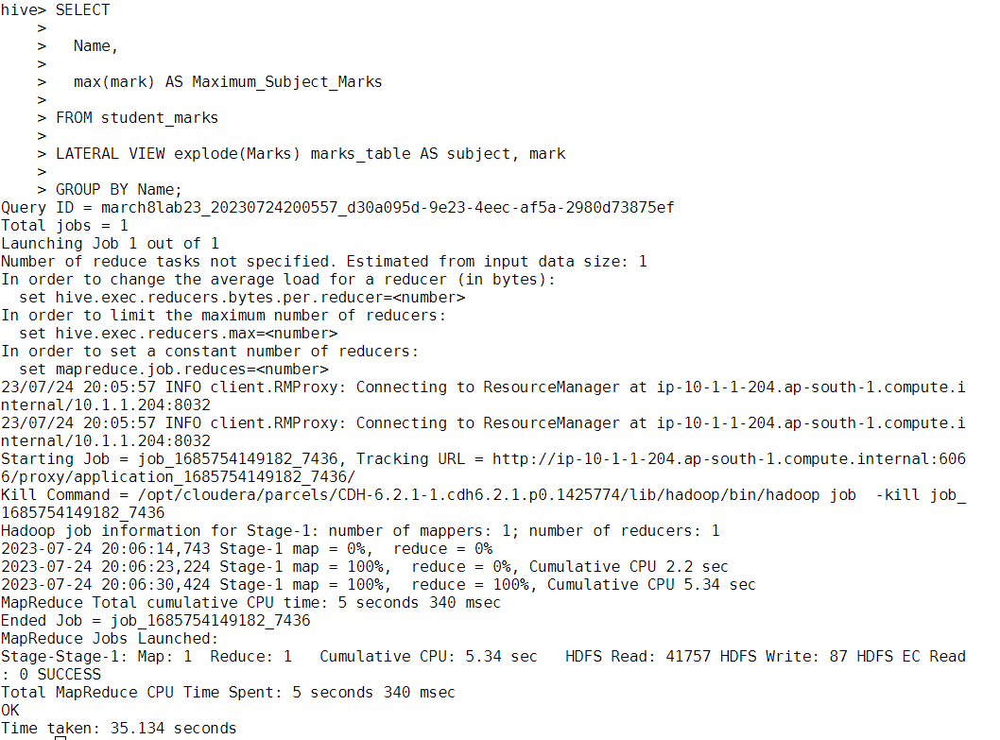 hive> SELECT
    >
    >   Name,
    >
    >   max(mark) AS Maximum_Subject_Marks
    >
    > FROM student_marks
    >
    > LATERAL VIEW explode(Marks) marks_table AS subject, mark
    >
    > GROUP BY Name;
Query ID = march8lab23_20230724200557_d30a095d-9e23-4eec-af5a-2980d73875ef
Total jobs = 1
Launching Job 1 out of 1
Number of reduce tasks not specified. Estimated from input data size: 1
In order to change the average load for a reducer (in bytes):
  set hive.exec.reducers.bytes.per.reducer=<number>
In order to limit the maximum number of reducers:
  set hive.exec.reducers.max=<number>
In order to set a constant number of reducers:
  set mapreduce.job.reduces=<number>
23/07/24 20:05:57 INFO client.RMProxy: Connecting to ResourceManager at ip-10-1-1-204.ap-south-1.compute.i
nternal/10.1.1.204:8032
23/07/24 20:05:57 INFO client.RMProxy: Connecting to ResourceManager at ip-10-1-1-204.ap-south-1.compute.i
nternal/10.1.1.204:8032
Starting Job = job_1685754149182_7436, Tracking URL = http://ip-10-1-1-204.ap-south-1.compute.internal:606
6/proxy/application_1685754149182_7436/
Kill Command = /opt/cloudera/parcels/CDH-6.2.1-1.cdh6.2.1.p0.1425774/lib/hadoop/bin/hadoop job  -kill job_
1685754149182_7436
Hadoop job information for Stage-1: number of mappers: 1; number of reducers: 1
2023-07-24 20:06:14,743 Stage-1 map = 0%,  reduce = 0%
2023-07-24 20:06:23,224 Stage-1 map = 100%,  reduce = 0%, Cumulative CPU 2.2 sec
2023-07-24 20:06:30,424 Stage-1 map = 100%,  reduce = 100%, Cumulative CPU 5.34 sec
MapReduce Total cumulative CPU time: 5 seconds 340 msec
Ended Job = job_1685754149182_7436
MapReduce Jobs Launched:
Stage-Stage-1: Map: 1  Reduce: 1   Cumulative CPU: 5.34 sec   HDFS Read: 41757 HDFS Write: 87 HDFS EC Read
: 0 SUCCESS
Total MapReduce CPU Time Spent: 5 seconds 340 msec
OK
Time taken: 35.134 seconds